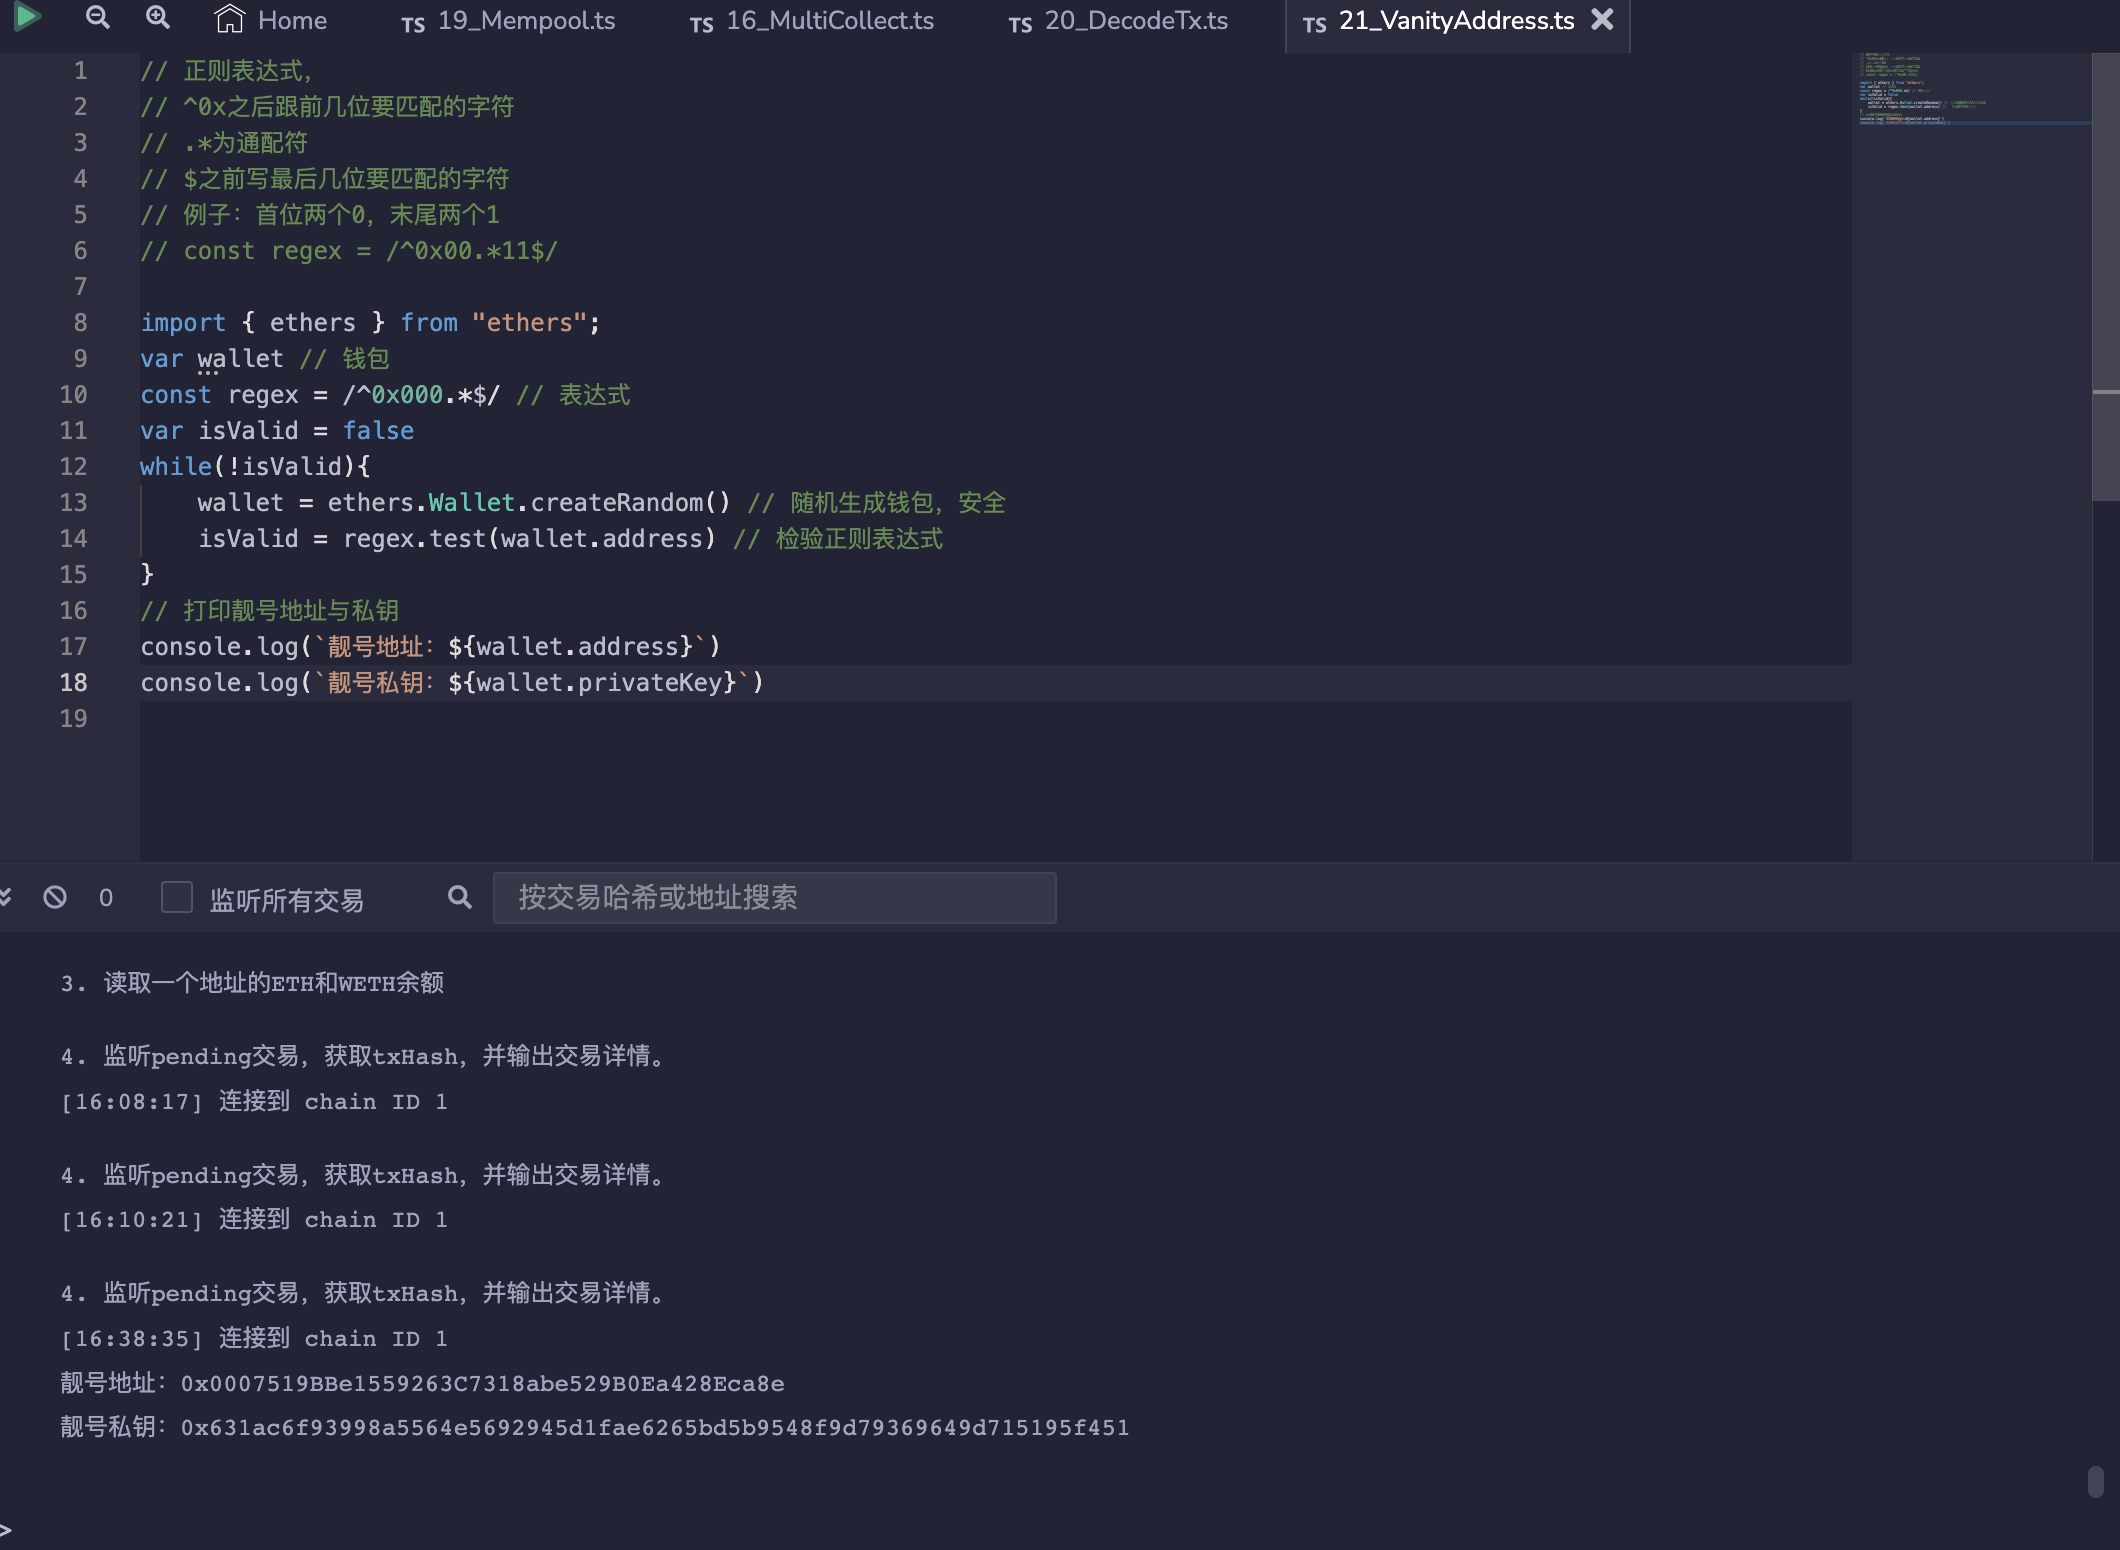 Home TS 19_Mempool.ts TS 16_MultiCollect.ts TS 20_DecodeTx.ts TS 21_VanityAddress.ts
1 // 正则表达式，
2 // ^0x之后跟前几位要匹配的字符
3 // .*为通配符
4 // $之前写最后几位要匹配的字符
5 // 例子：首位两个0，末尾两个1
6 // const regex = /^0x00.*11$/
7
8 import { ethers } from "ethers";
9 var wallet // 钱包
10 const regex = /^0x000.*$/ // 表达式
11 var isValid = false
12 while(!isValid){
13 wallet = ethers.Wallet.createRandom() // 随机生成钱包，安全
14 isValid = regex.test(wallet.address) // 检验正则表达式
15 }
16 // 打印靓号地址与私钥
17 console.log(`靓号地址：${wallet.address}`)
18 console.log(`靓号私钥：${wallet.privateKey}`)
19
0 监听所有交易 按交易哈希或地址搜索
3. 读取一个地址的ETH和WETH余额
4. 监听pending交易，获取txHash，并输出交易详情。
[16:08:17] 连接到 chain ID 1
4. 监听pending交易，获取txHash，并输出交易详情。
[16:10:21] 连接到 chain ID 1
4. 监听pending交易，获取txHash，并输出交易详情。
[16:38:35] 连接到 chain ID 1
靓号地址：0x0007519BBe1559263C7318abe529B0Ea428Eca8e
靓号私钥：0x631ac6f93998a5564e5692945d1fae6265bd5b9548f9d79369649d715195f451
>